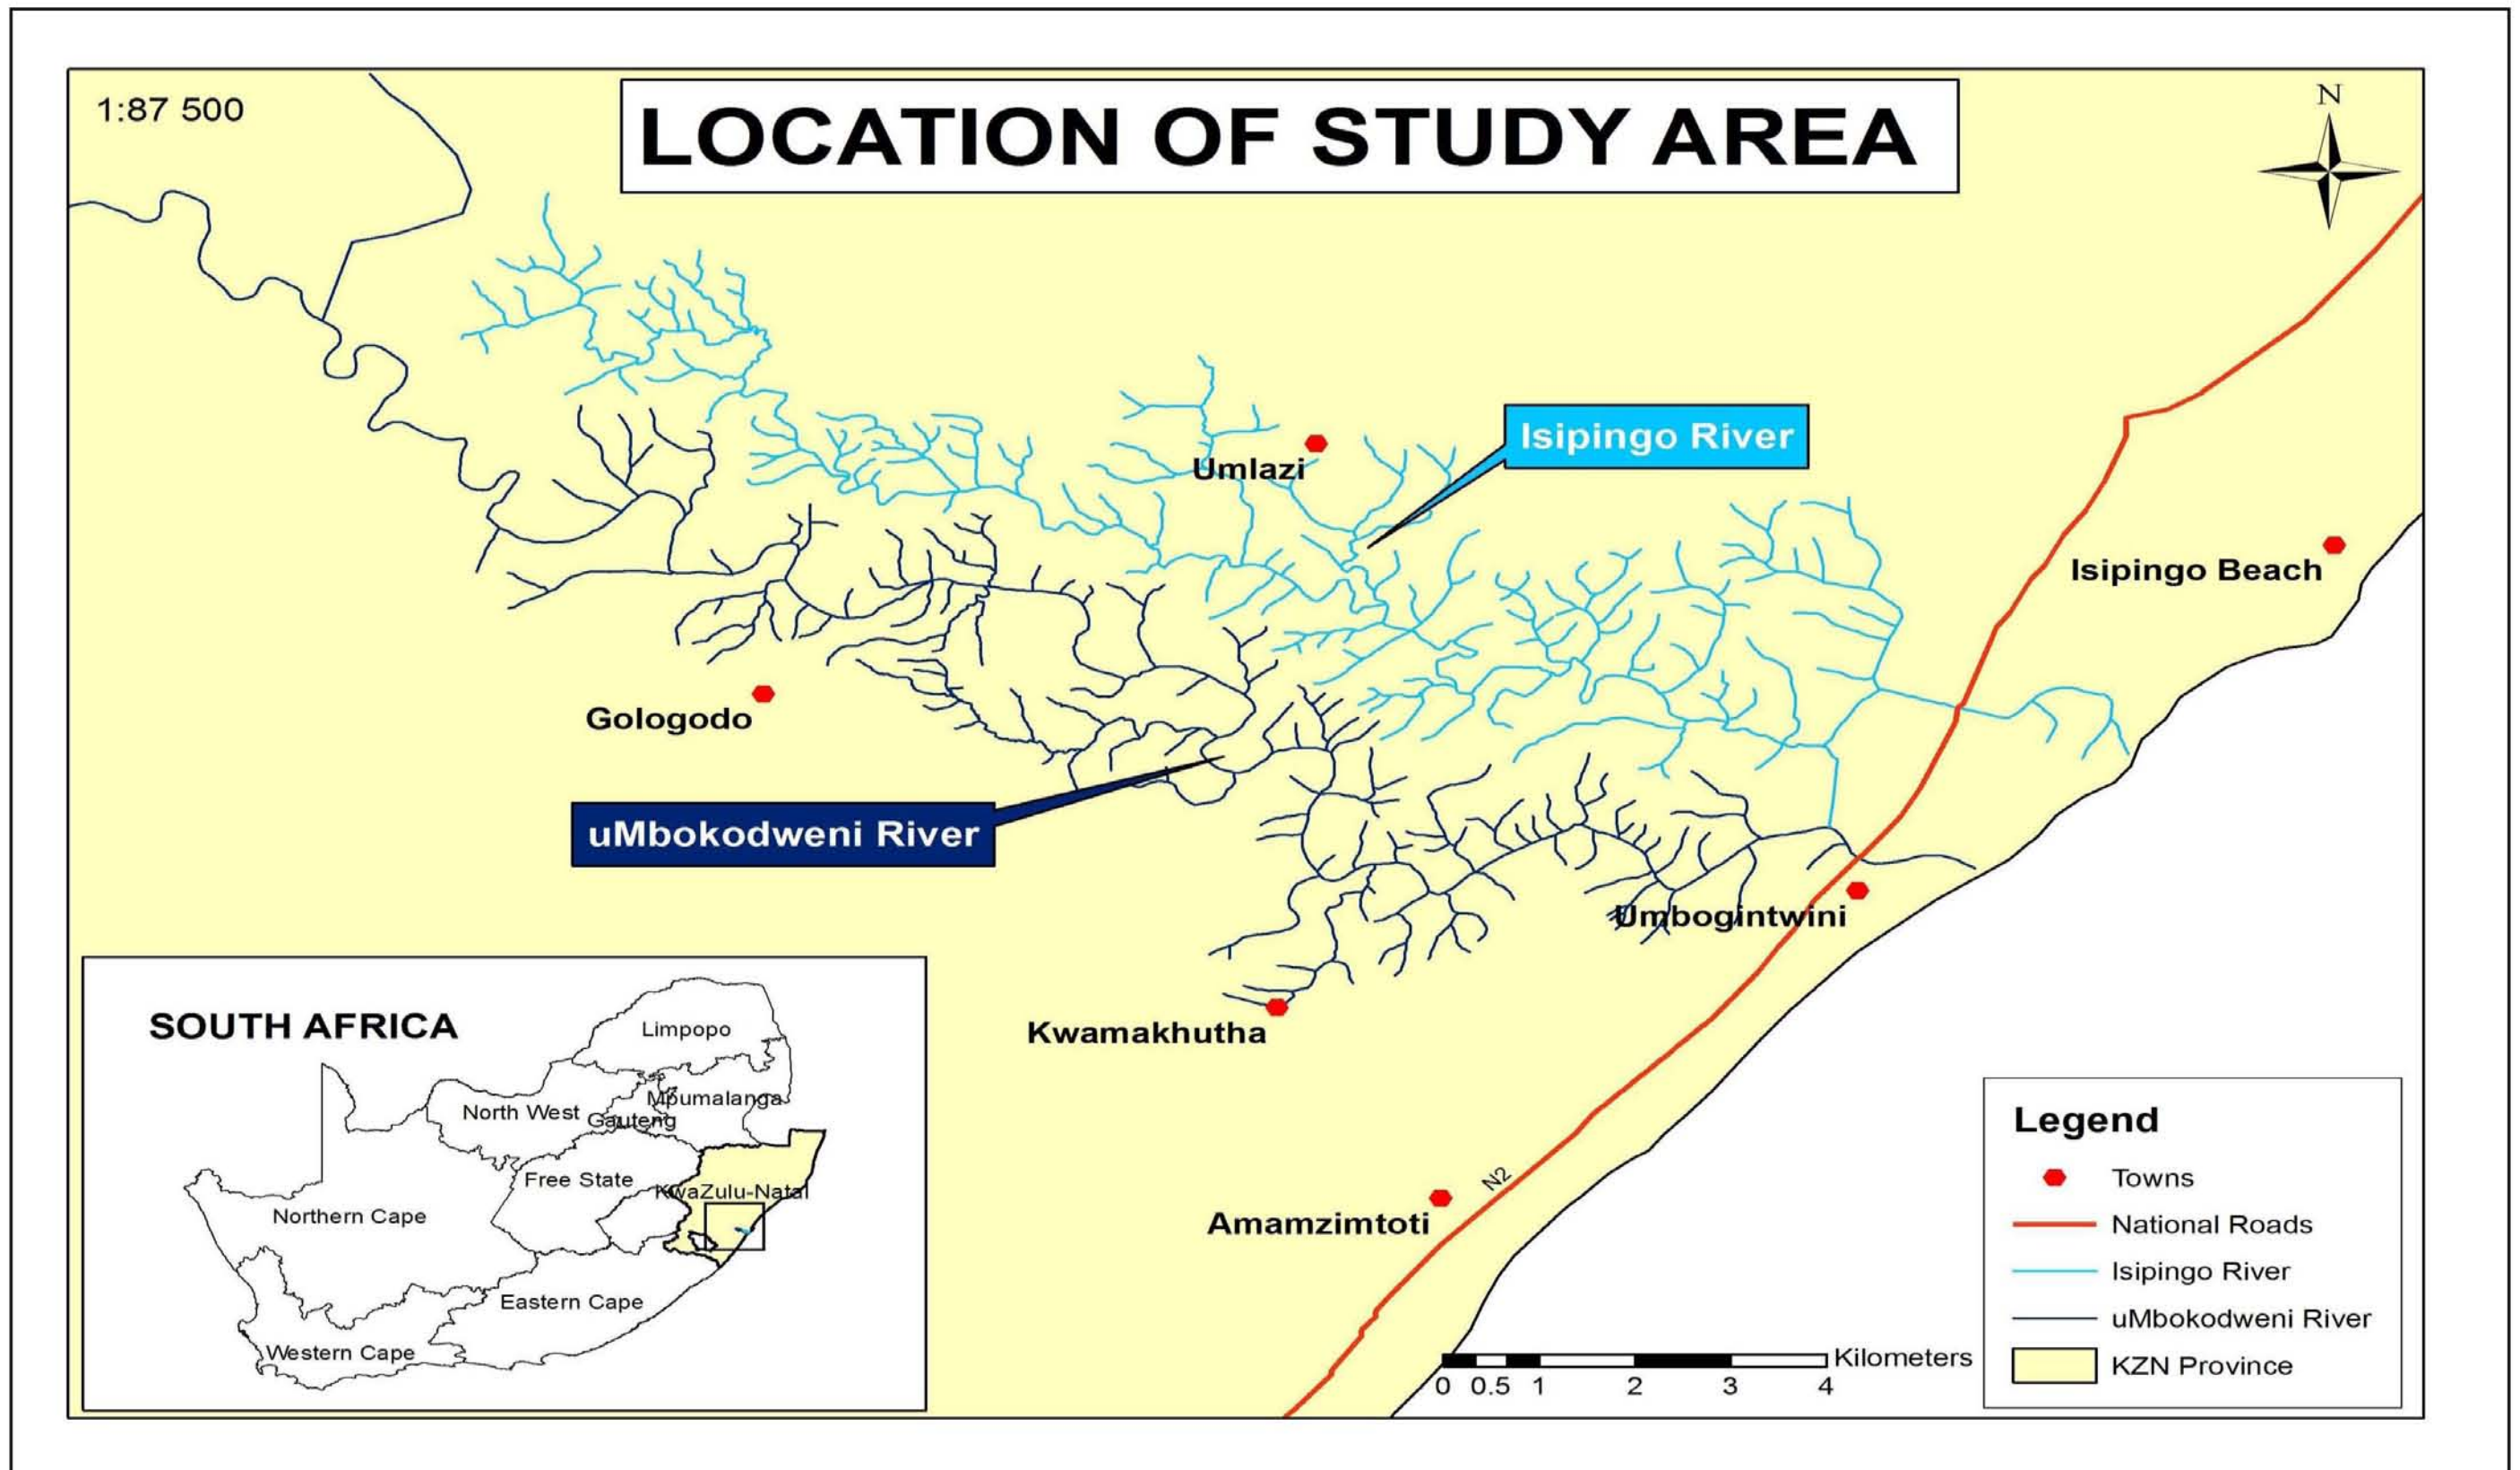 1:87 500
LOCATION OF STUDY AREA
N
Isipingo River
Umlazi
Isipingo Beach
Gologodo
uMbokodweni River
Umbogintwini
Kwamakhutha
N2
Amamzimtoti
SOUTH AFRICA
Limpopo
Mpumalanga
North West
Gauteng
Free State
KwaZulu-Natal
Northern Cape
Eastern Cape
Western Cape
Kilometers
0 0.5 1 2 3 4
Legend
Towns
National Roads
Isipingo River
uMbokodweni River
KZN Province